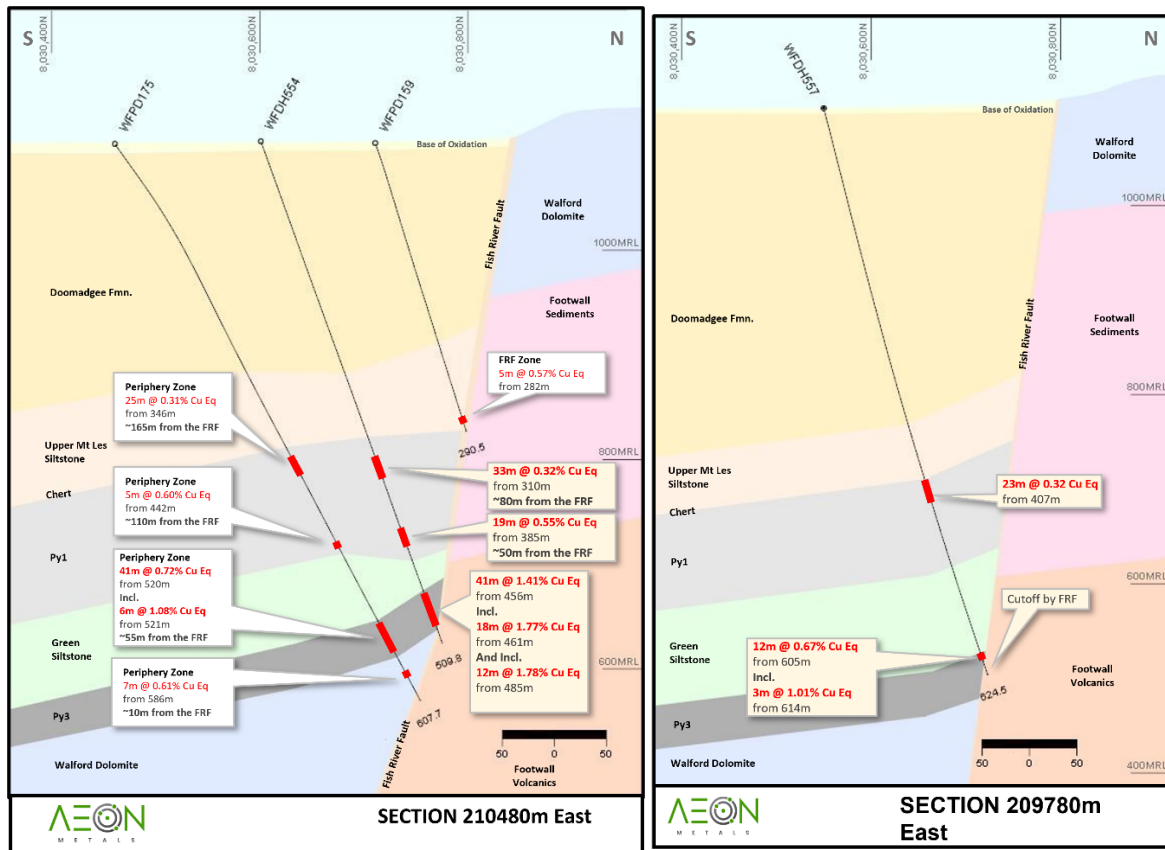 S
8,030,400N
8,030,600N
8,030,800N
N
WFPD175
WFDH554
WFPD159
Base of Oxidation
Walford
Dolomite
Fish River Fault
1000MRL
Doomadgee Fmn.
Footwall
Sediments
FRF Zone
5m @ 0.57% Cu Eq
from 282m
Periphery Zone
25m @ 0.31% Cu Eq
from 346m
~165m from the FRF
290.5
800MRL
Upper Mt Les
Siltstone
Chert
33m @ 0.32% Cu Eq
from 310m
~80m from the FRF
Periphery Zone
5m @ 0.60% Cu Eq
from 442m
~110m from the FRF
19m @ 0.55% Cu Eq
from 385m
~50m from the FRF
Py1
Periphery Zone
41m @ 0.72% Cu Eq
from 520m
Incl.
6m @ 1.08% Cu Eq
from 521m
~55m from the FRF
41m @ 1.41% Cu Eq
from 456m
Incl.
18m @ 1.77% Cu Eq
from 461m
And Incl.
12m @ 1.78% Cu Eq
from 485m
Green
Siltstone
509.8
600MRL
Periphery Zone
7m @ 0.61% Cu Eq
from 586m
~10m from the FRF
607.7
Py3
Fish River Fault
50 0 50
Walford Dolomite
Footwall
Volcanics
AEON
METALS
SECTION 210480m East
S
8,030,400N
8,030,600N
8,030,800N
N
WFDH557
Base of Oxidation
Walford
Dolomite
1000MRL
Footwall
Sediments
Fish River Fault
Doomadgee Fmn.
800MRL
Upper Mt Les
Siltstone
Chert
23m @ 0.32 Cu Eq
from 407m
Py1
600MRL
Cutoff by FRF
12m @ 0.67% Cu Eq
from 605m
Incl.
3m @ 1.01% Cu Eq
from 614m
Green
Siltstone
624.5
Footwall
Volcanics
Py3
50 0 50
Walford Dolomite
400MRL
AEON
METALS
SECTION 209780m
East